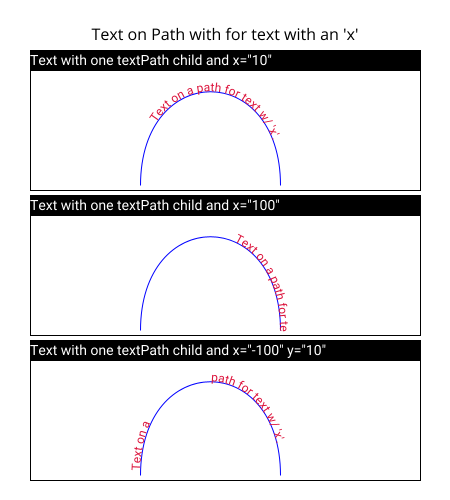 Text on Path with for text with an 'x'
Text with one textPath child and x="10"
Text on a path for text w/ 'x'
Text with one textPath child and x="100"
Text on a path for te
Text with one textPath child and x="-100" y="10"
Text on a
path for text w/ 'x'